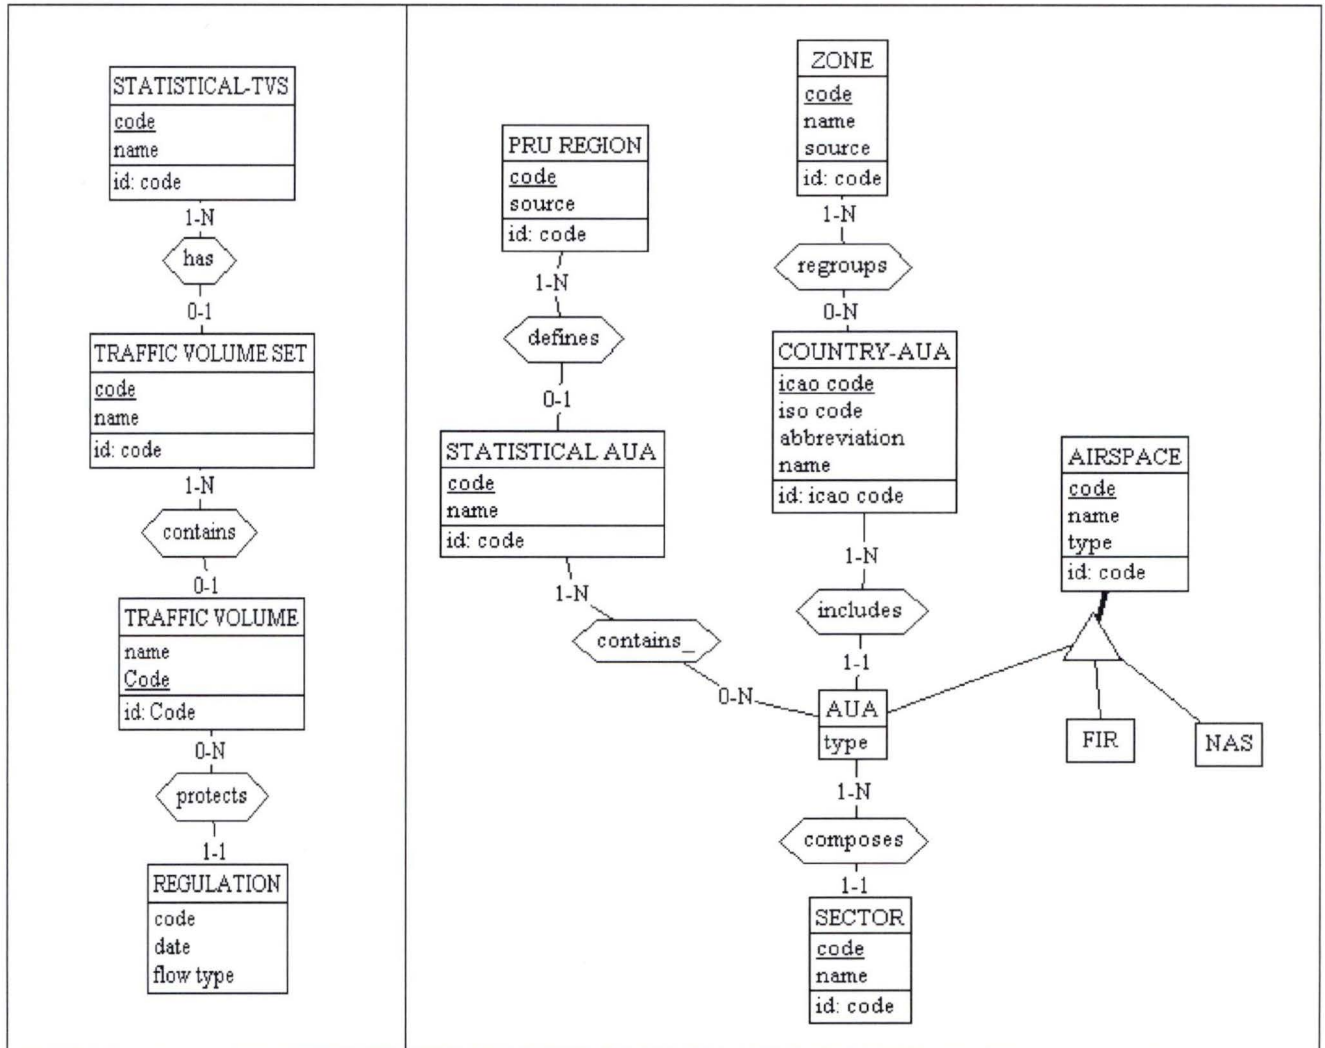 STATISTICAL-TVS
code
name
id: code
1-N
has
0-1
TRAFFIC VOLUME SET
code
name
id: code
1-N
contains
0-1
TRAFFIC VOLUME
name
Code
id: Code
0-N
protects
1-1
REGULATION
code
date
flow type
PRU REGION
code
source
id: code
1-N
defines
0-1
STATISTICAL AUA
code
name
id: code
1-N
contains_
0-N
ZONE
code
name
source
id: code
1-N
regroups
0-N
COUNTRY-AUA
icao code
iso code
abbreviation
name
id: icao code
1-N
includes
1-1
AUA
type
1-N
composes
1-1
SECTOR
code
name
id: code
AIRSPACE
code
name
type
id: code
FIR
NAS